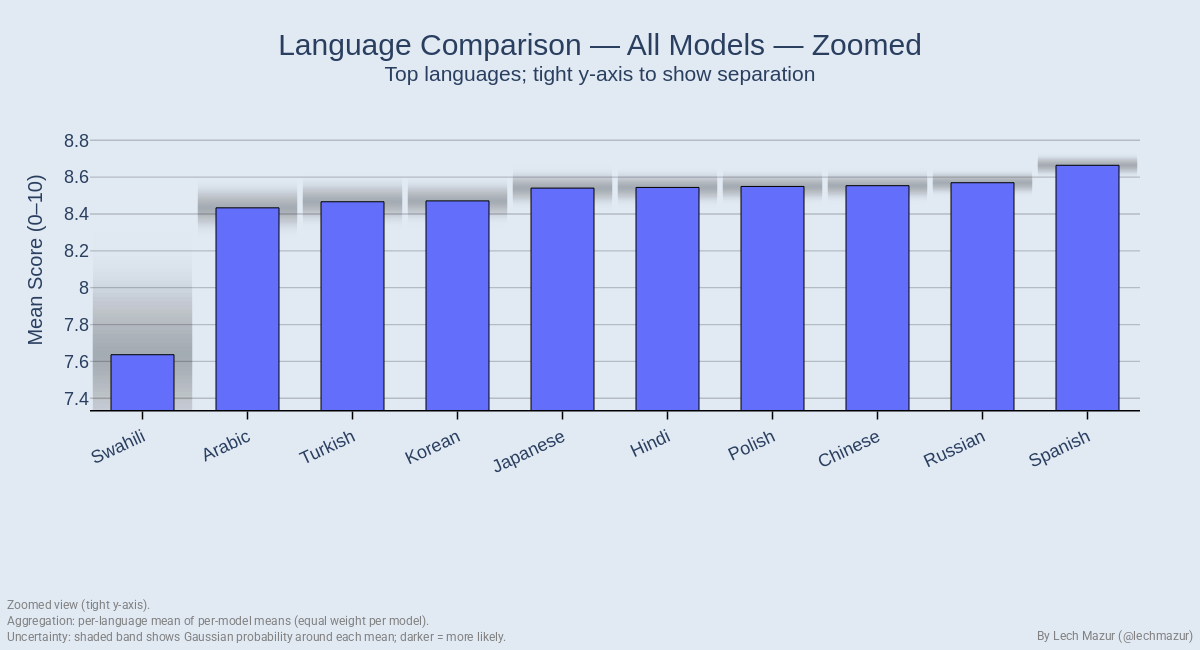 Language Comparison — All Models — Zoomed
Top languages; tight y-axis to show separation
Mean Score (0–10)
8.8
8.6
8.4
8.2
8
7.8
7.6
7.4
Swahili
Arabic
Turkish
Korean
Japanese
Hindi
Polish
Chinese
Russian
Spanish
Zoomed view (tight y-axis).
Aggregation: per-language mean of per-model means (equal weight per model).
Uncertainty: shaded band shows Gaussian probability around each mean; darker = more likely.
By Lech Mazur (@lechmazur)